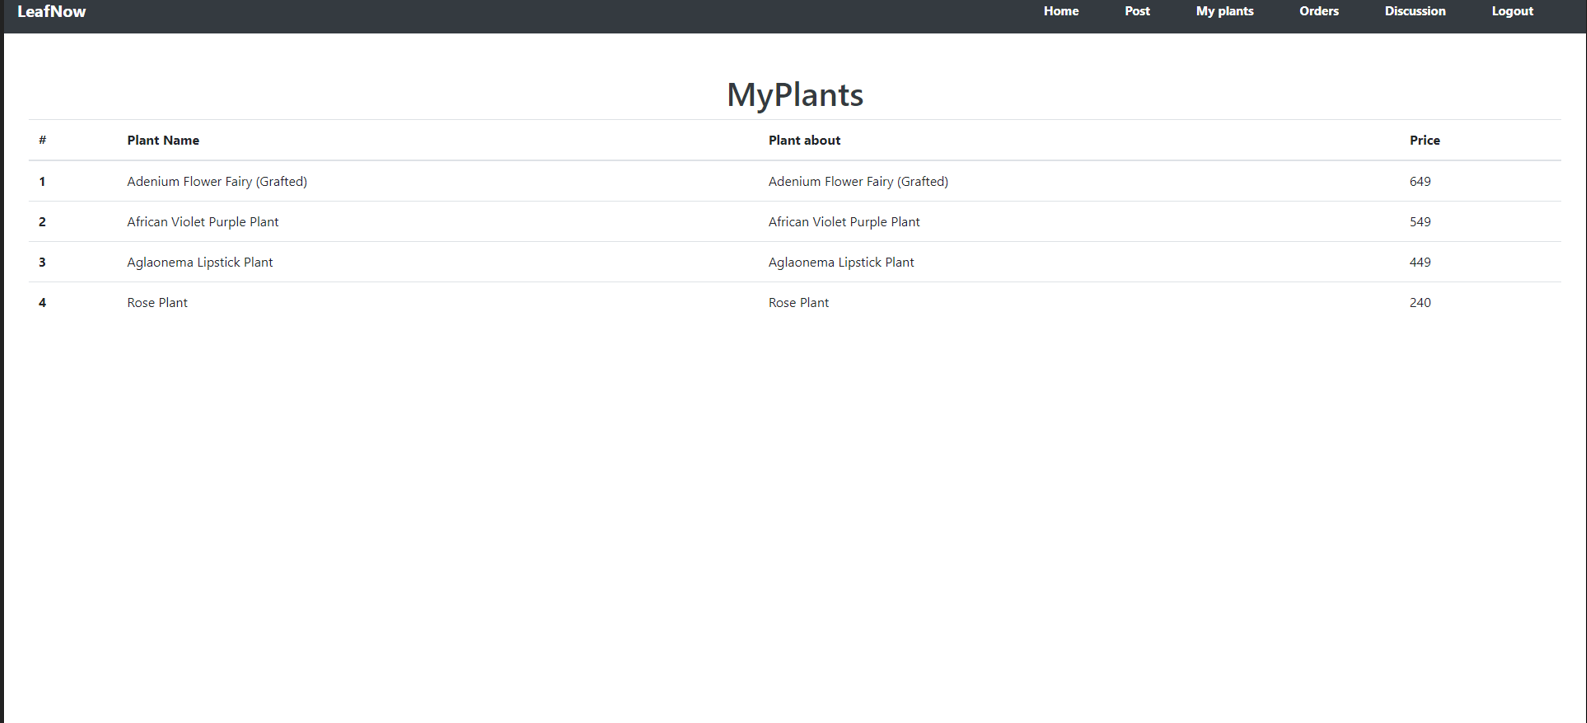 LeafNow Home Post My plants Orders Discussion Logout
MyPlants
# Plant Name Plant about Price
1 Adenium Flower Fairy (Grafted) Adenium Flower Fairy (Grafted) 649
2 African Violet Purple Plant African Violet Purple Plant 549
3 Aglaonema Lipstick Plant Aglaonema Lipstick Plant 449
4 Rose Plant Rose Plant 240